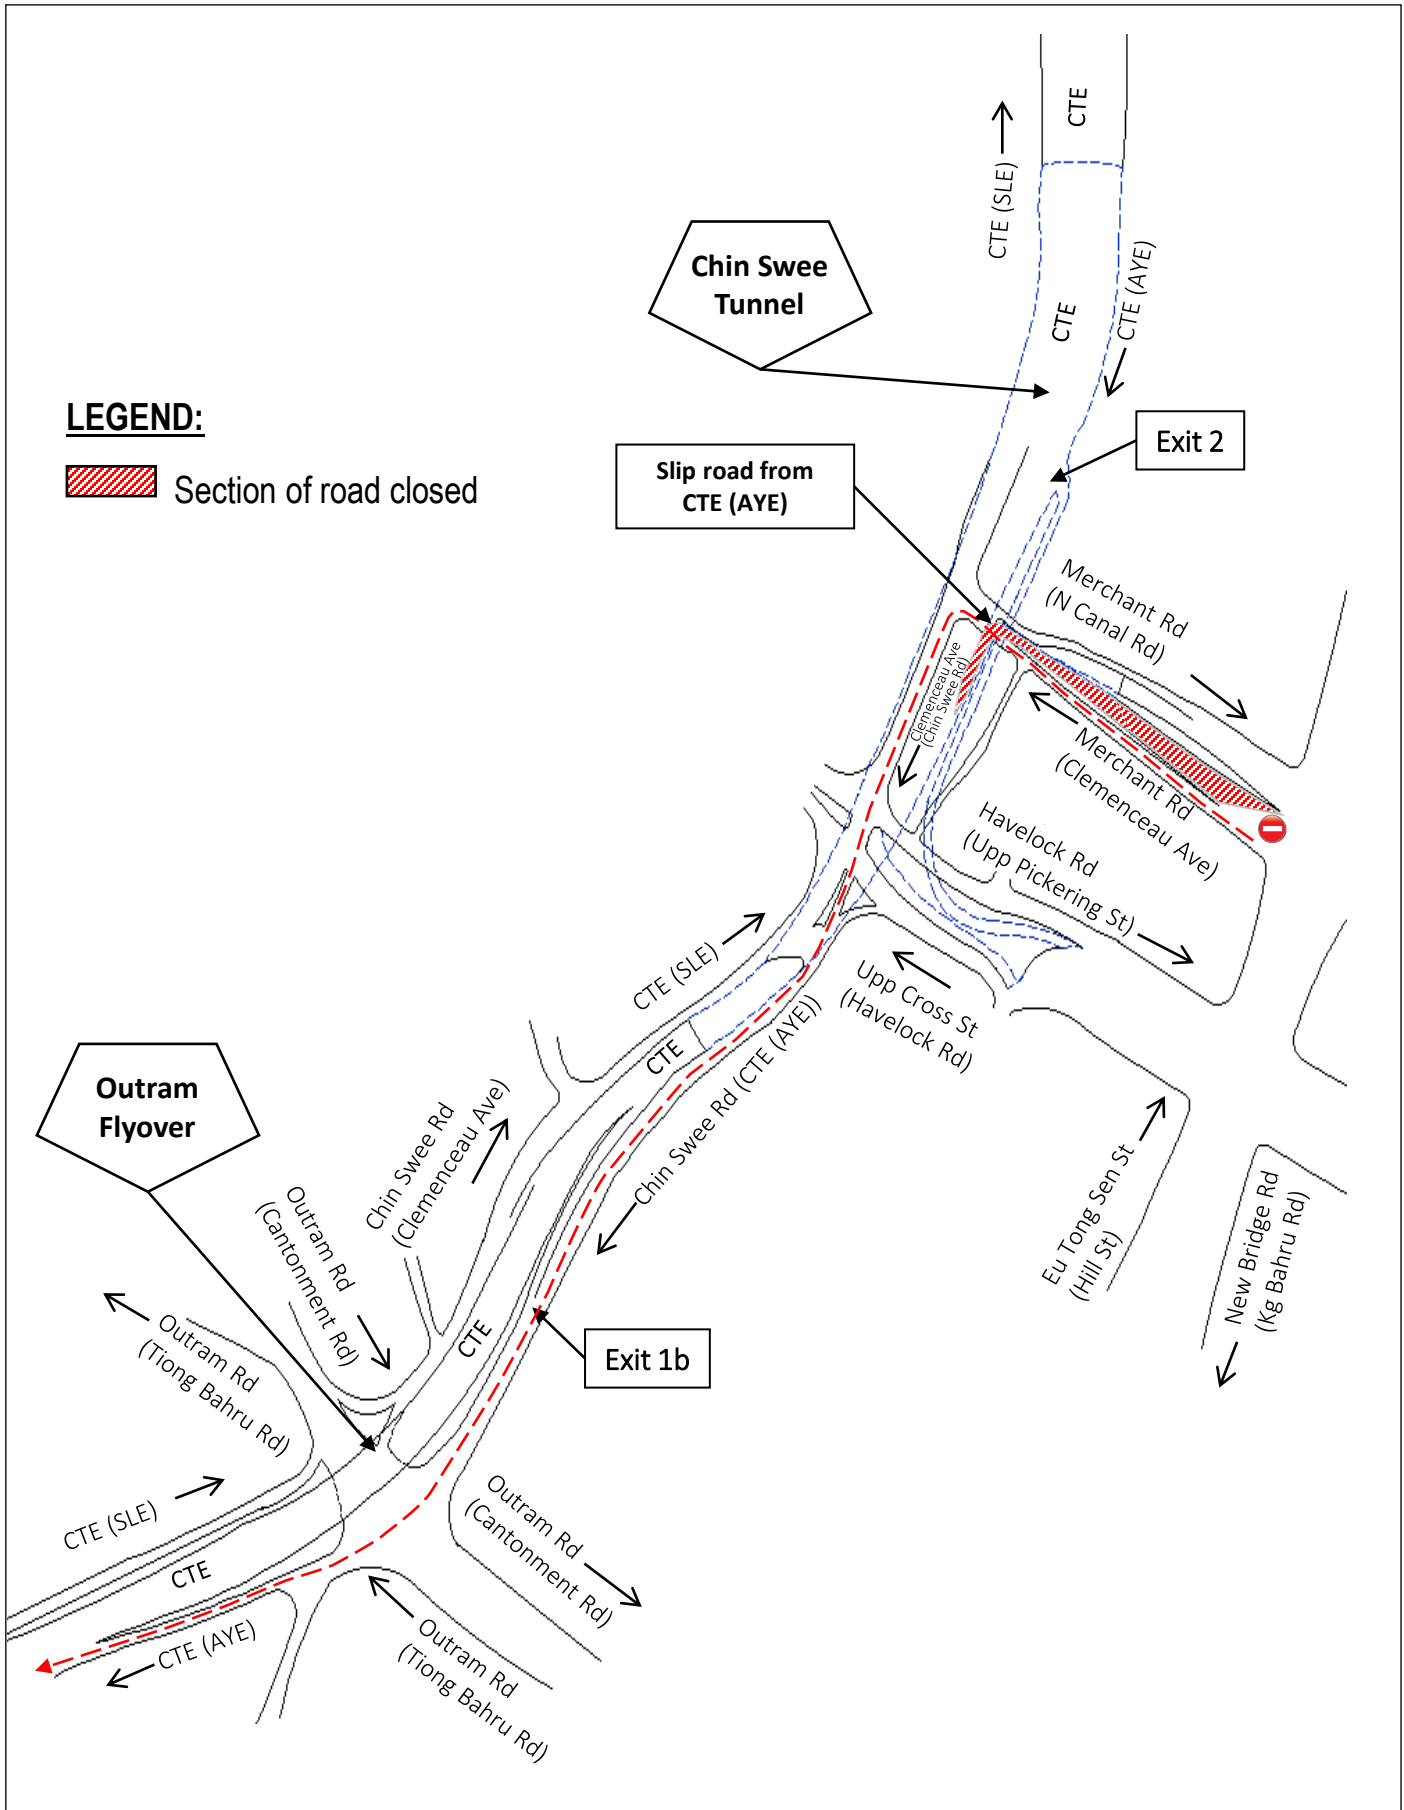 CTE
CTE (SLE)
Chin Swee
Tunnel
CTE (AYE)
CTE
LEGEND:
Section of road closed
Exit 2
Slip road from
CTE (AYE)
Merchant Rd
(N Canal Rd)
Clemenceau Ave
(Chin Swee Rd)
Merchant Rd
(Clemenceau Ave)
Havelock Rd
(Upp Pickering St)
CTE (SLE)
Upp Cross St
(Havelock Rd)
CTE
Chin Swee Rd (CTE (AYE))
Outram
Flyover
Chin Swee Rd
(Clemenceau Ave)
Outram Rd
(Cantonment Rd)
Eu Tong Sen St
(Hill St)
New Bridge Rd
(Kg Bahru Rd)
Outram Rd
(Tiong Bahru Rd)
CTE
Exit 1b
CTE (SLE)
Outram Rd
(Cantonment Rd)
CTE
CTE (AYE)
Outram Rd
(Tiong Bahru Rd)